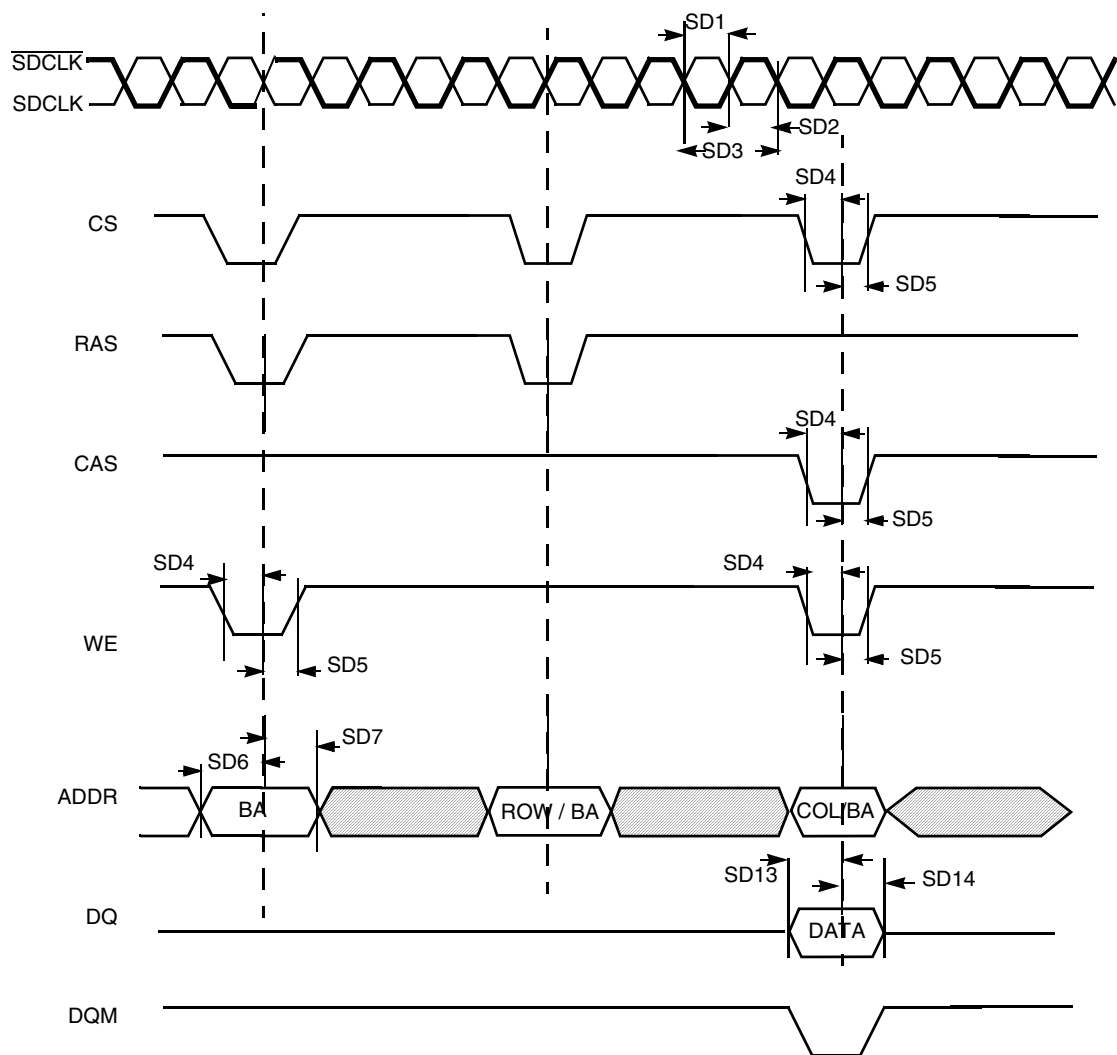 SD1
SDCLK
SDCLK
SD2
SD3
SD4
CS
SD5
RAS
SD4
CAS
SD5
SD4
SD4
WE
SD5
SD5
SD6
SD7
ADDR
BA
ROW / BA
COL/BA
SD13
SD14
DQ
DATA
DQM